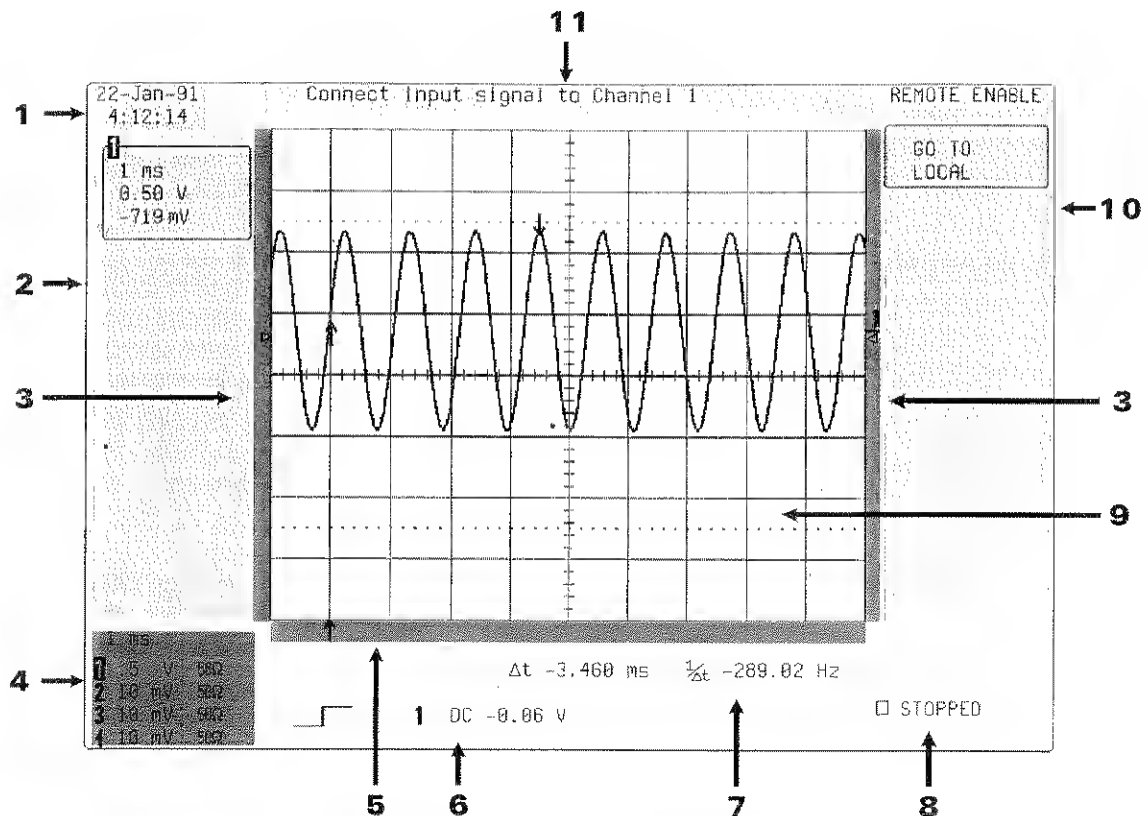 11
22-Jan-91
4:12:14
Connect input signal to Channel 1
REMOTE ENABLE
1
1
1 ms
0.50 V
-719 mV
GO TO
LOCAL
10
2
3
3
9
4
1 ms
1 .5 V 50Ω
2 10 mV 50Ω
3 10 mV 50Ω
4 10 mV 50Ω
Δt -3.460 ms 1/Δt -289.02 Hz
1 DC -0.06 V
□ STOPPED
5
6
7
8